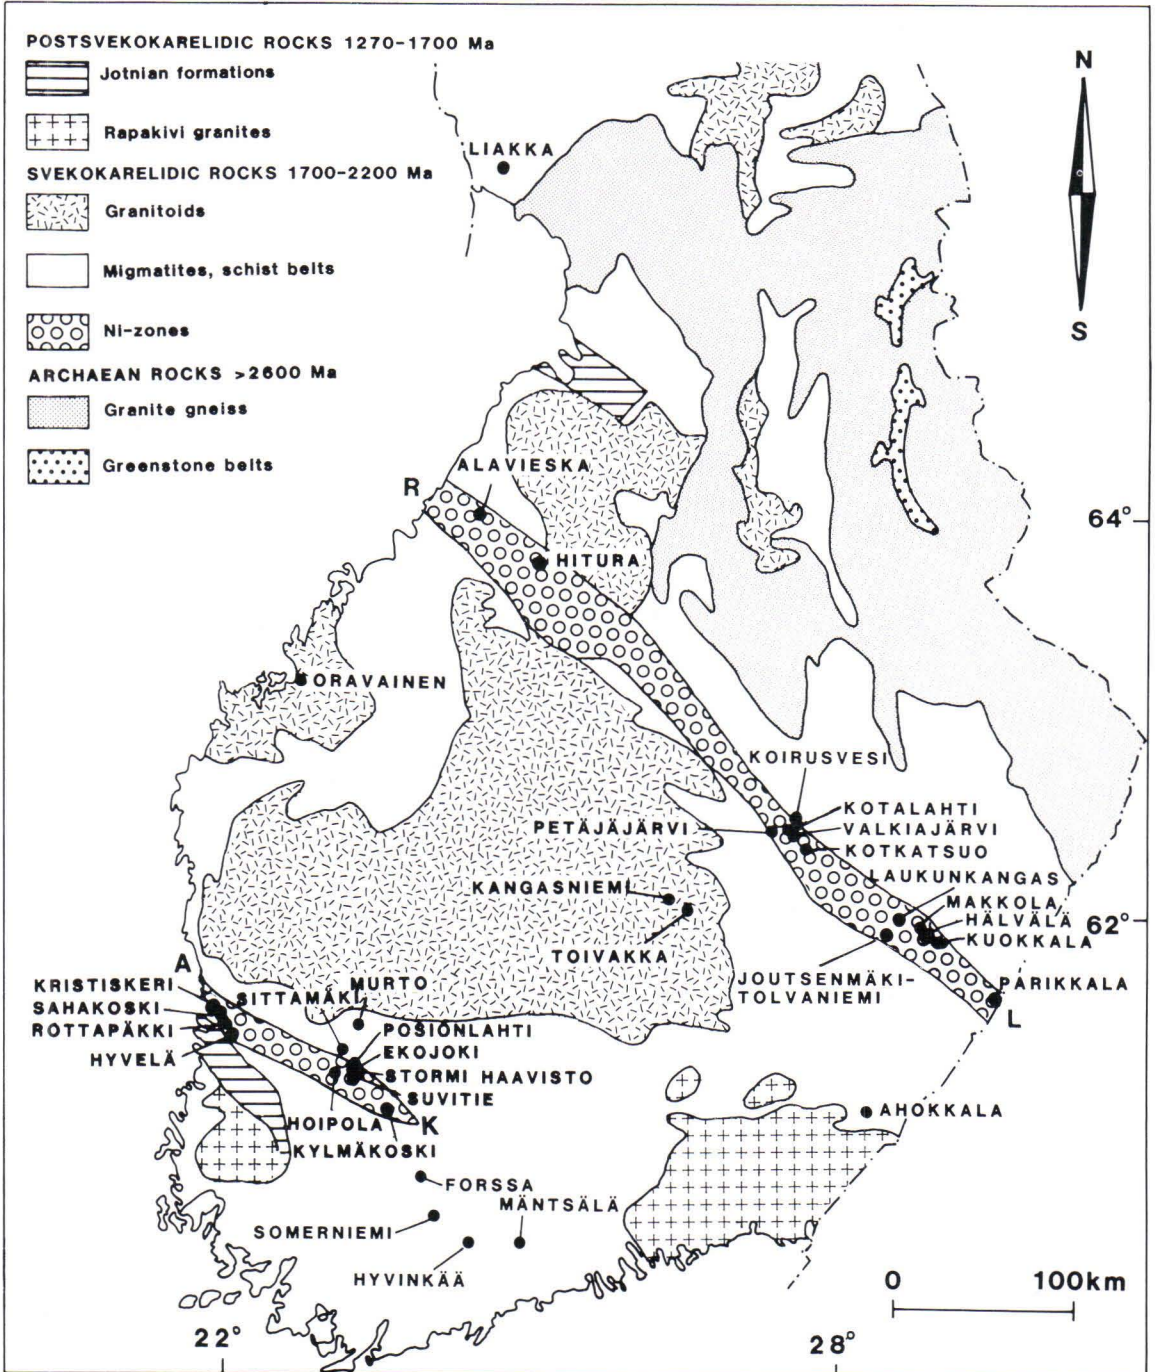 POSTSVEKOKARELIDIC ROCKS 1270-1700 Ma
Jotnian formations
Rapakivi granites
SVEKOKARELIDIC ROCKS 1700-2200 Ma
Granitoids
Migmatites, schist belts
Ni-zones
ARCHAEAN ROCKS >2600 Ma
Granite gneiss
Greenstone belts
N
S
LIAKKA
R
ALAVIESKA
HITURA
64°
ORAVAINEN
KOIRUSVESI
PETÄJÄJÄRVI
KOTALAHTI
VALKIAJÄRVI
KOTKATSUO
LAUKUNKANGAS
KANGASNIEMI
MAKKOLA
HÄLVÄLÄ
62°
KUOKKALA
TOIVAKKA
JOUTSENMÄKI-
TOLVANIEMI
PARIKKALA
L
A
KRISTISKERI
SITTAMÄKI
MURTO
SAHAKOSKI
ROTTAPÄKKI
POSIONLAHTI
HYVELÄ
EKOJOKI
STORMI HAAVISTO
SUVITIE
HOIPOLA
K
KYLMÄKOSKI
AHOKKALA
FORSSA
MÄNTSÄLÄ
SOMERNIEMI
HYVINKÄÄ
0 100km
22°
28°